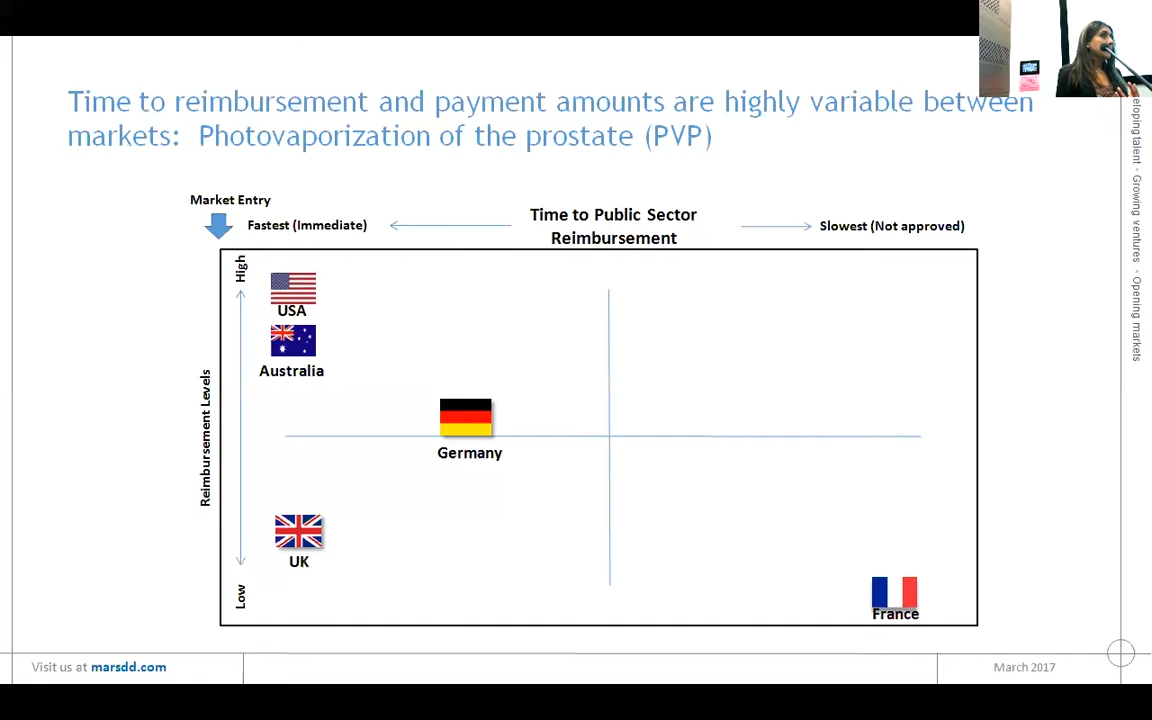 Time to reimbursement and payment amounts are highly variable between
markets: Photovaporization of the prostate (PVP)
Market Entry
Fastest (Immediate)
Time to Public Sector
Reimbursement
Slowest (Not approved)
High
Reimbursement Levels
Low
USA
Australia
Germany
UK
France
eloping talent • Growing ventures • Opening markets
Visit us at marsdd.com
March 2017